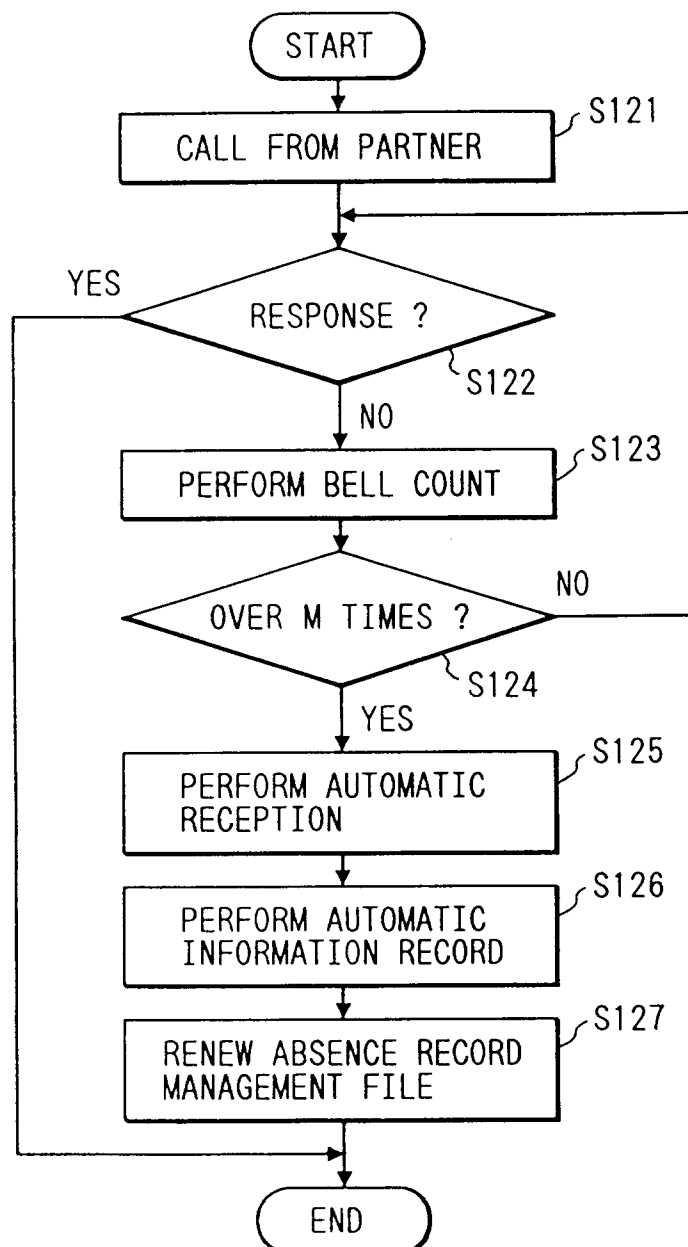 START
S121
CALL FROM PARTNER
YES
RESPONSE ?
S122
NO
S123
PERFORM BELL COUNT
NO
OVER M TIMES ?
S124
YES
S125
PERFORM AUTOMATIC
RECEPTION
S126
PERFORM AUTOMATIC
INFORMATION RECORD
S127
RENEW ABSENCE RECORD
MANAGEMENT FILE
END